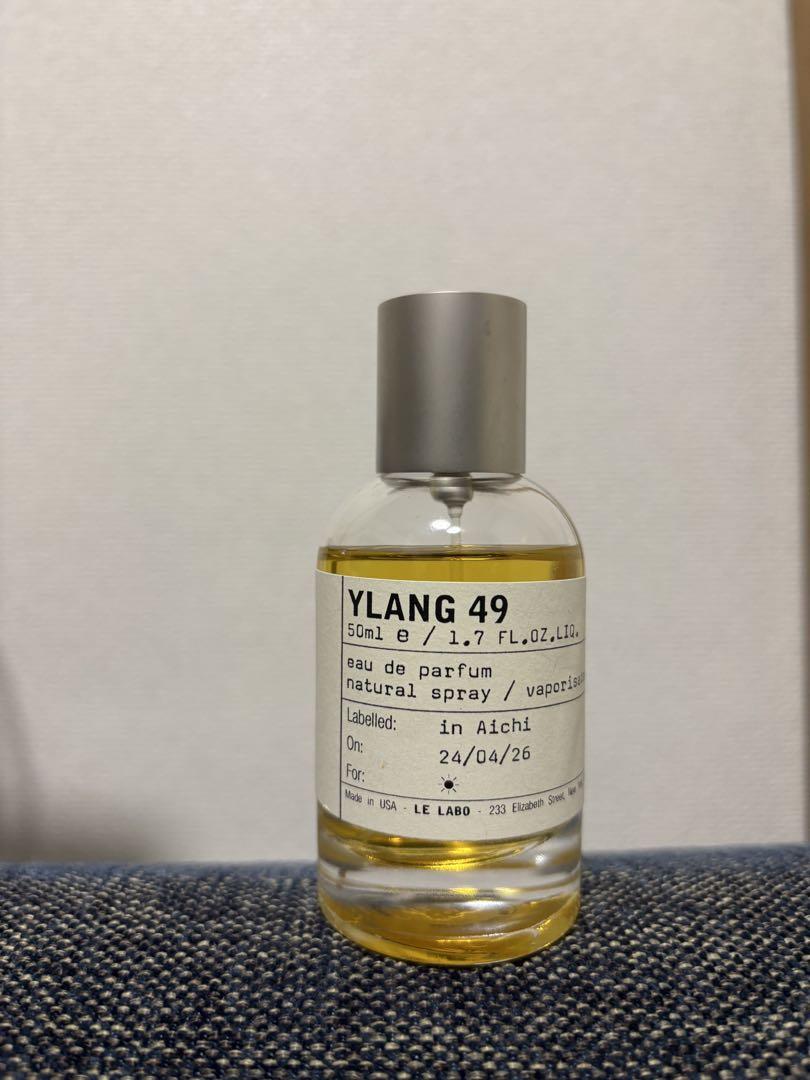 YLANG 49
50ml e / 1.7 FL.OZ.LIQ.
eau de parfum
natural spray /
Labelled: in Aichi
On: 24/04/26
For:
Made in USA - LE LABO - 233 Elizabeth Street, New